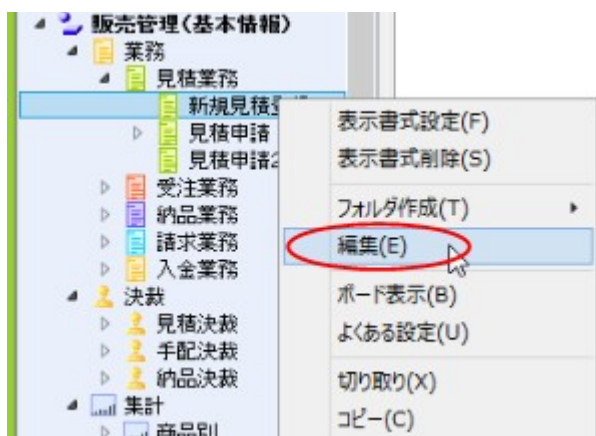 販売管理(基本情報)
業務
見積業務
新規見積
見積申請
見積申請2
受注業務
納品業務
請求業務
入金業務
決裁
見積決裁
手配決裁
納品決裁
集計
商品別
表示書式設定(F)
表示書式削除(S)
フォルダ作成(T)
編集(E)
ボード表示(B)
よくある設定(U)
切り取り(X)
コピー(C)